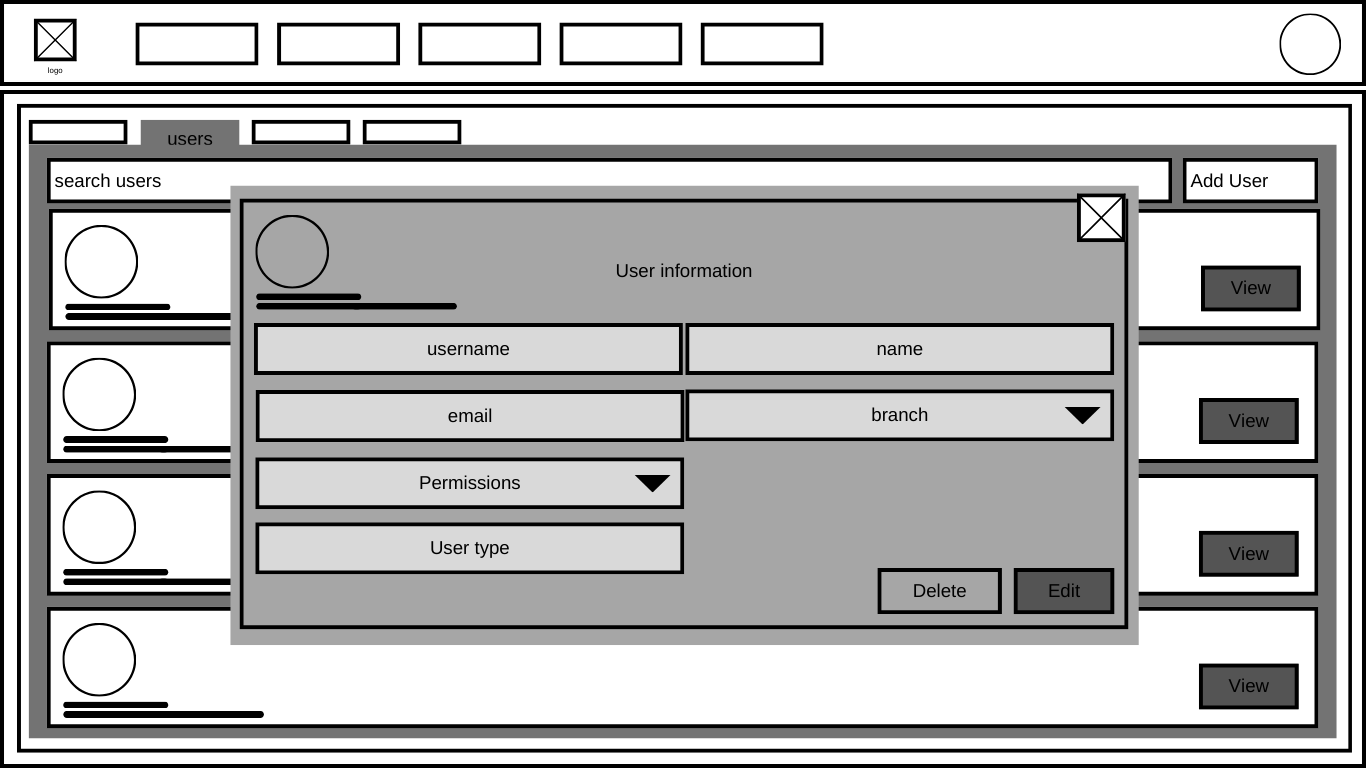 logo
users
search users
Add User
User information
View
username
name
email
branch
View
Permissions
User type
View
Delete
Edit
View